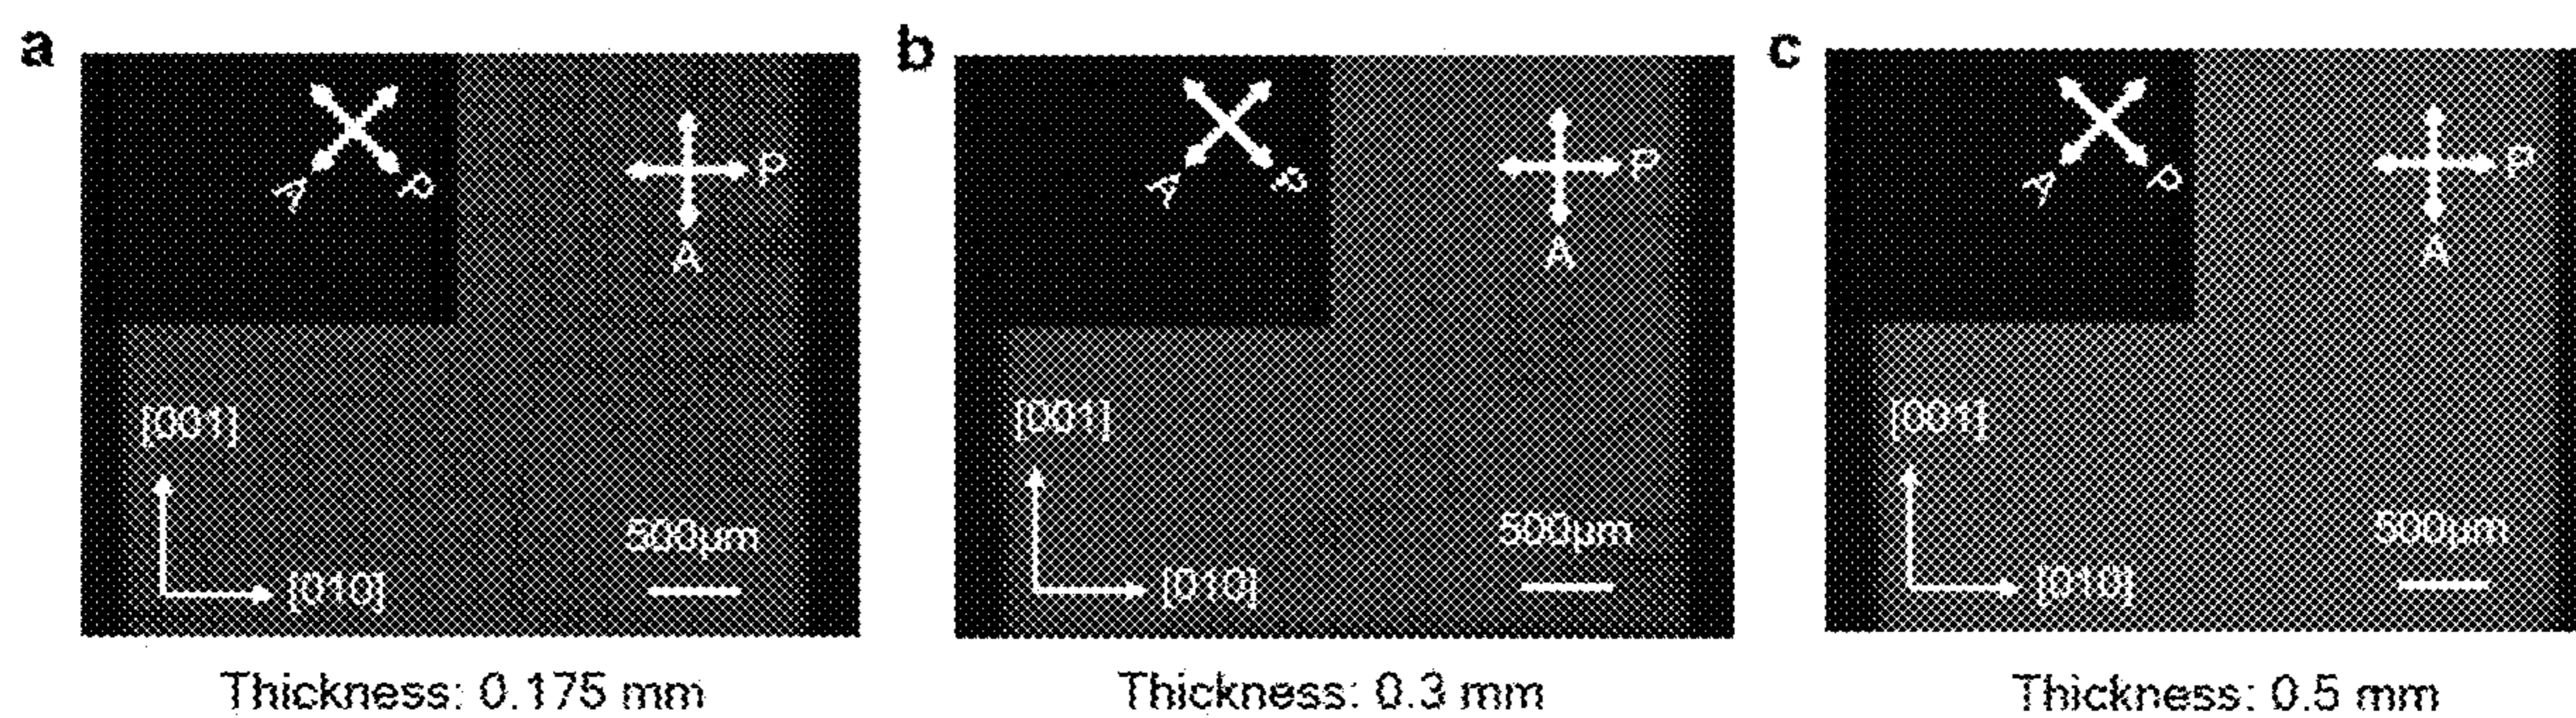 a
A
P
P
A
[001]
[010]
500μm
Thickness: 0.175 mm
b
A
P
P
A
[001]
[010]
500μm
Thickness: 0.3 mm
c
A
P
P
A
[001]
[010]
500μm
Thickness: 0.5 mm